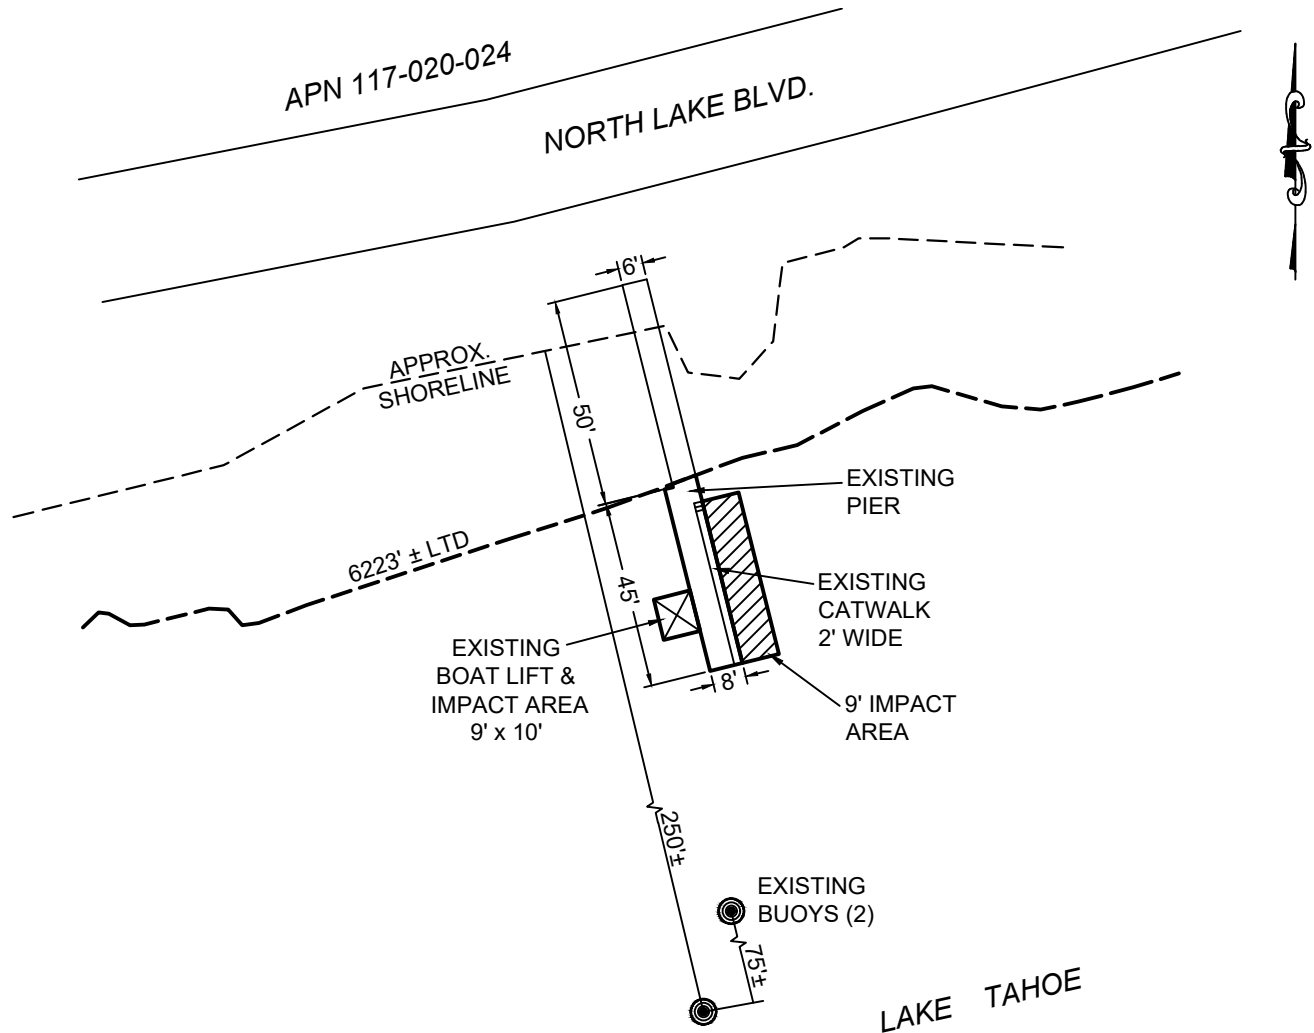 APN 117-020-024
NORTH LAKE BLVD.
6'
APPROX.
SHORELINE
50'
EXISTING
PIER
6223' ± LTD
45'
EXISTING
CATWALK
2' WIDE
EXISTING
BOAT LIFT &
IMPACT AREA
9' x 10'
8'
9' IMPACT
AREA
250'±
EXISTING
BUOYS (2)
75'±
LAKE TAHOE